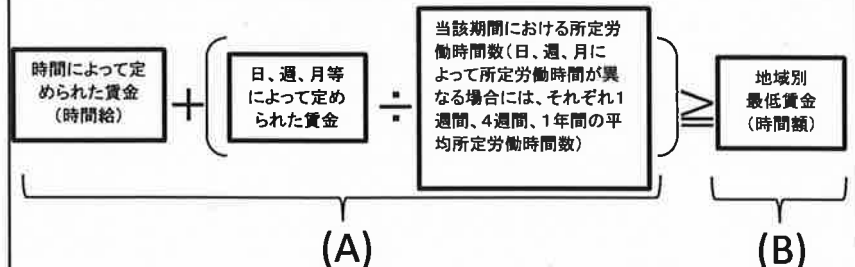 時間によって定
められた賃金
(時間給)
+
日、週、月等
によって定め
られた賃金
÷
当該期間における所定労
働時間数(日、週、月に
よって所定労働時間が異
なる場合には、それぞれ1
週間、4週間、1年間の平
均所定労働時間数)
≧
地域別
最低賃金
(時間額)
(A)
(B)